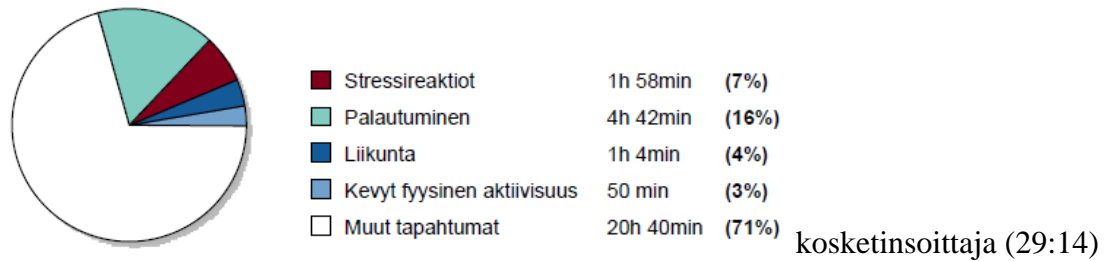 Stressireaktiot 1h 58min (7%)
Palautuminen 4h 42min (16%)
Liikunta 1h 4min (4%)
Kevyt fyysinen aktiivisuus 50 min (3%)
Muut tapahtumat 20h 40min (71%) kosketinsoittaja (29:14)